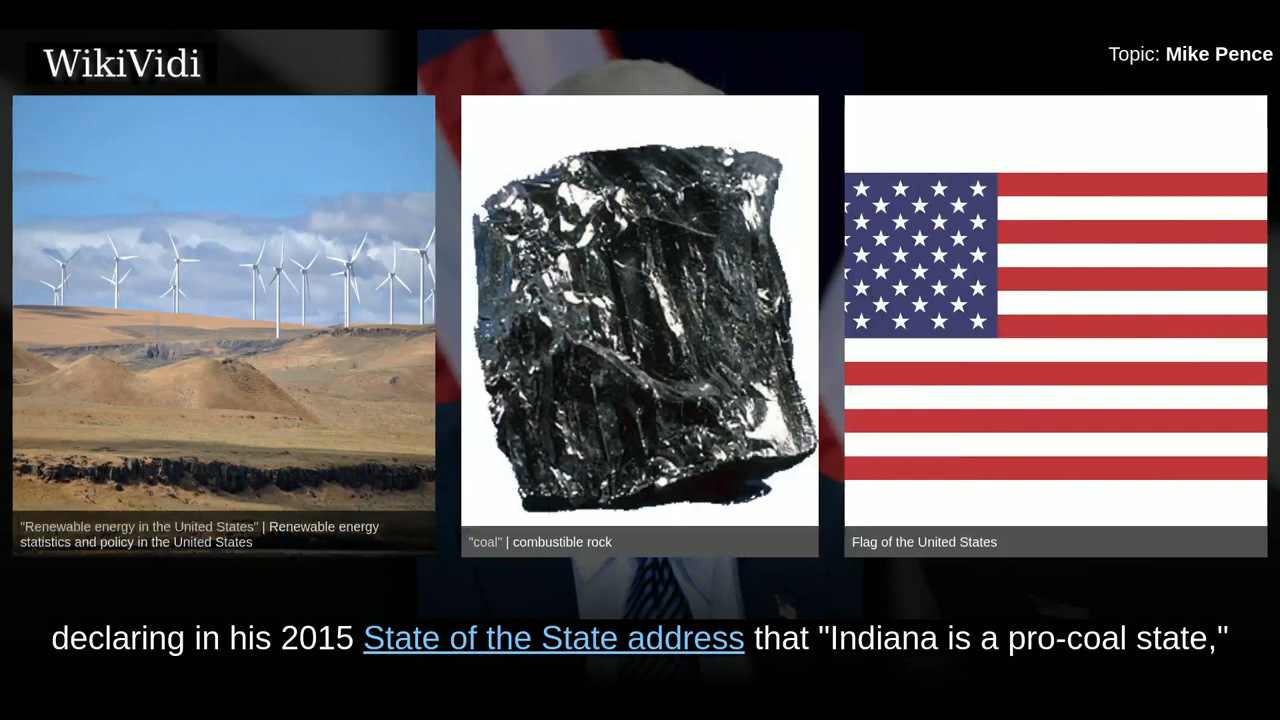 WikiVidi
Topic: Mike Pence
"Renewable energy in the United States" | Renewable energy
statistics and policy in the United States
"coal" | combustible rock
Flag of the United States
declaring in his 2015 State of the State address that "Indiana is a pro-coal state,"